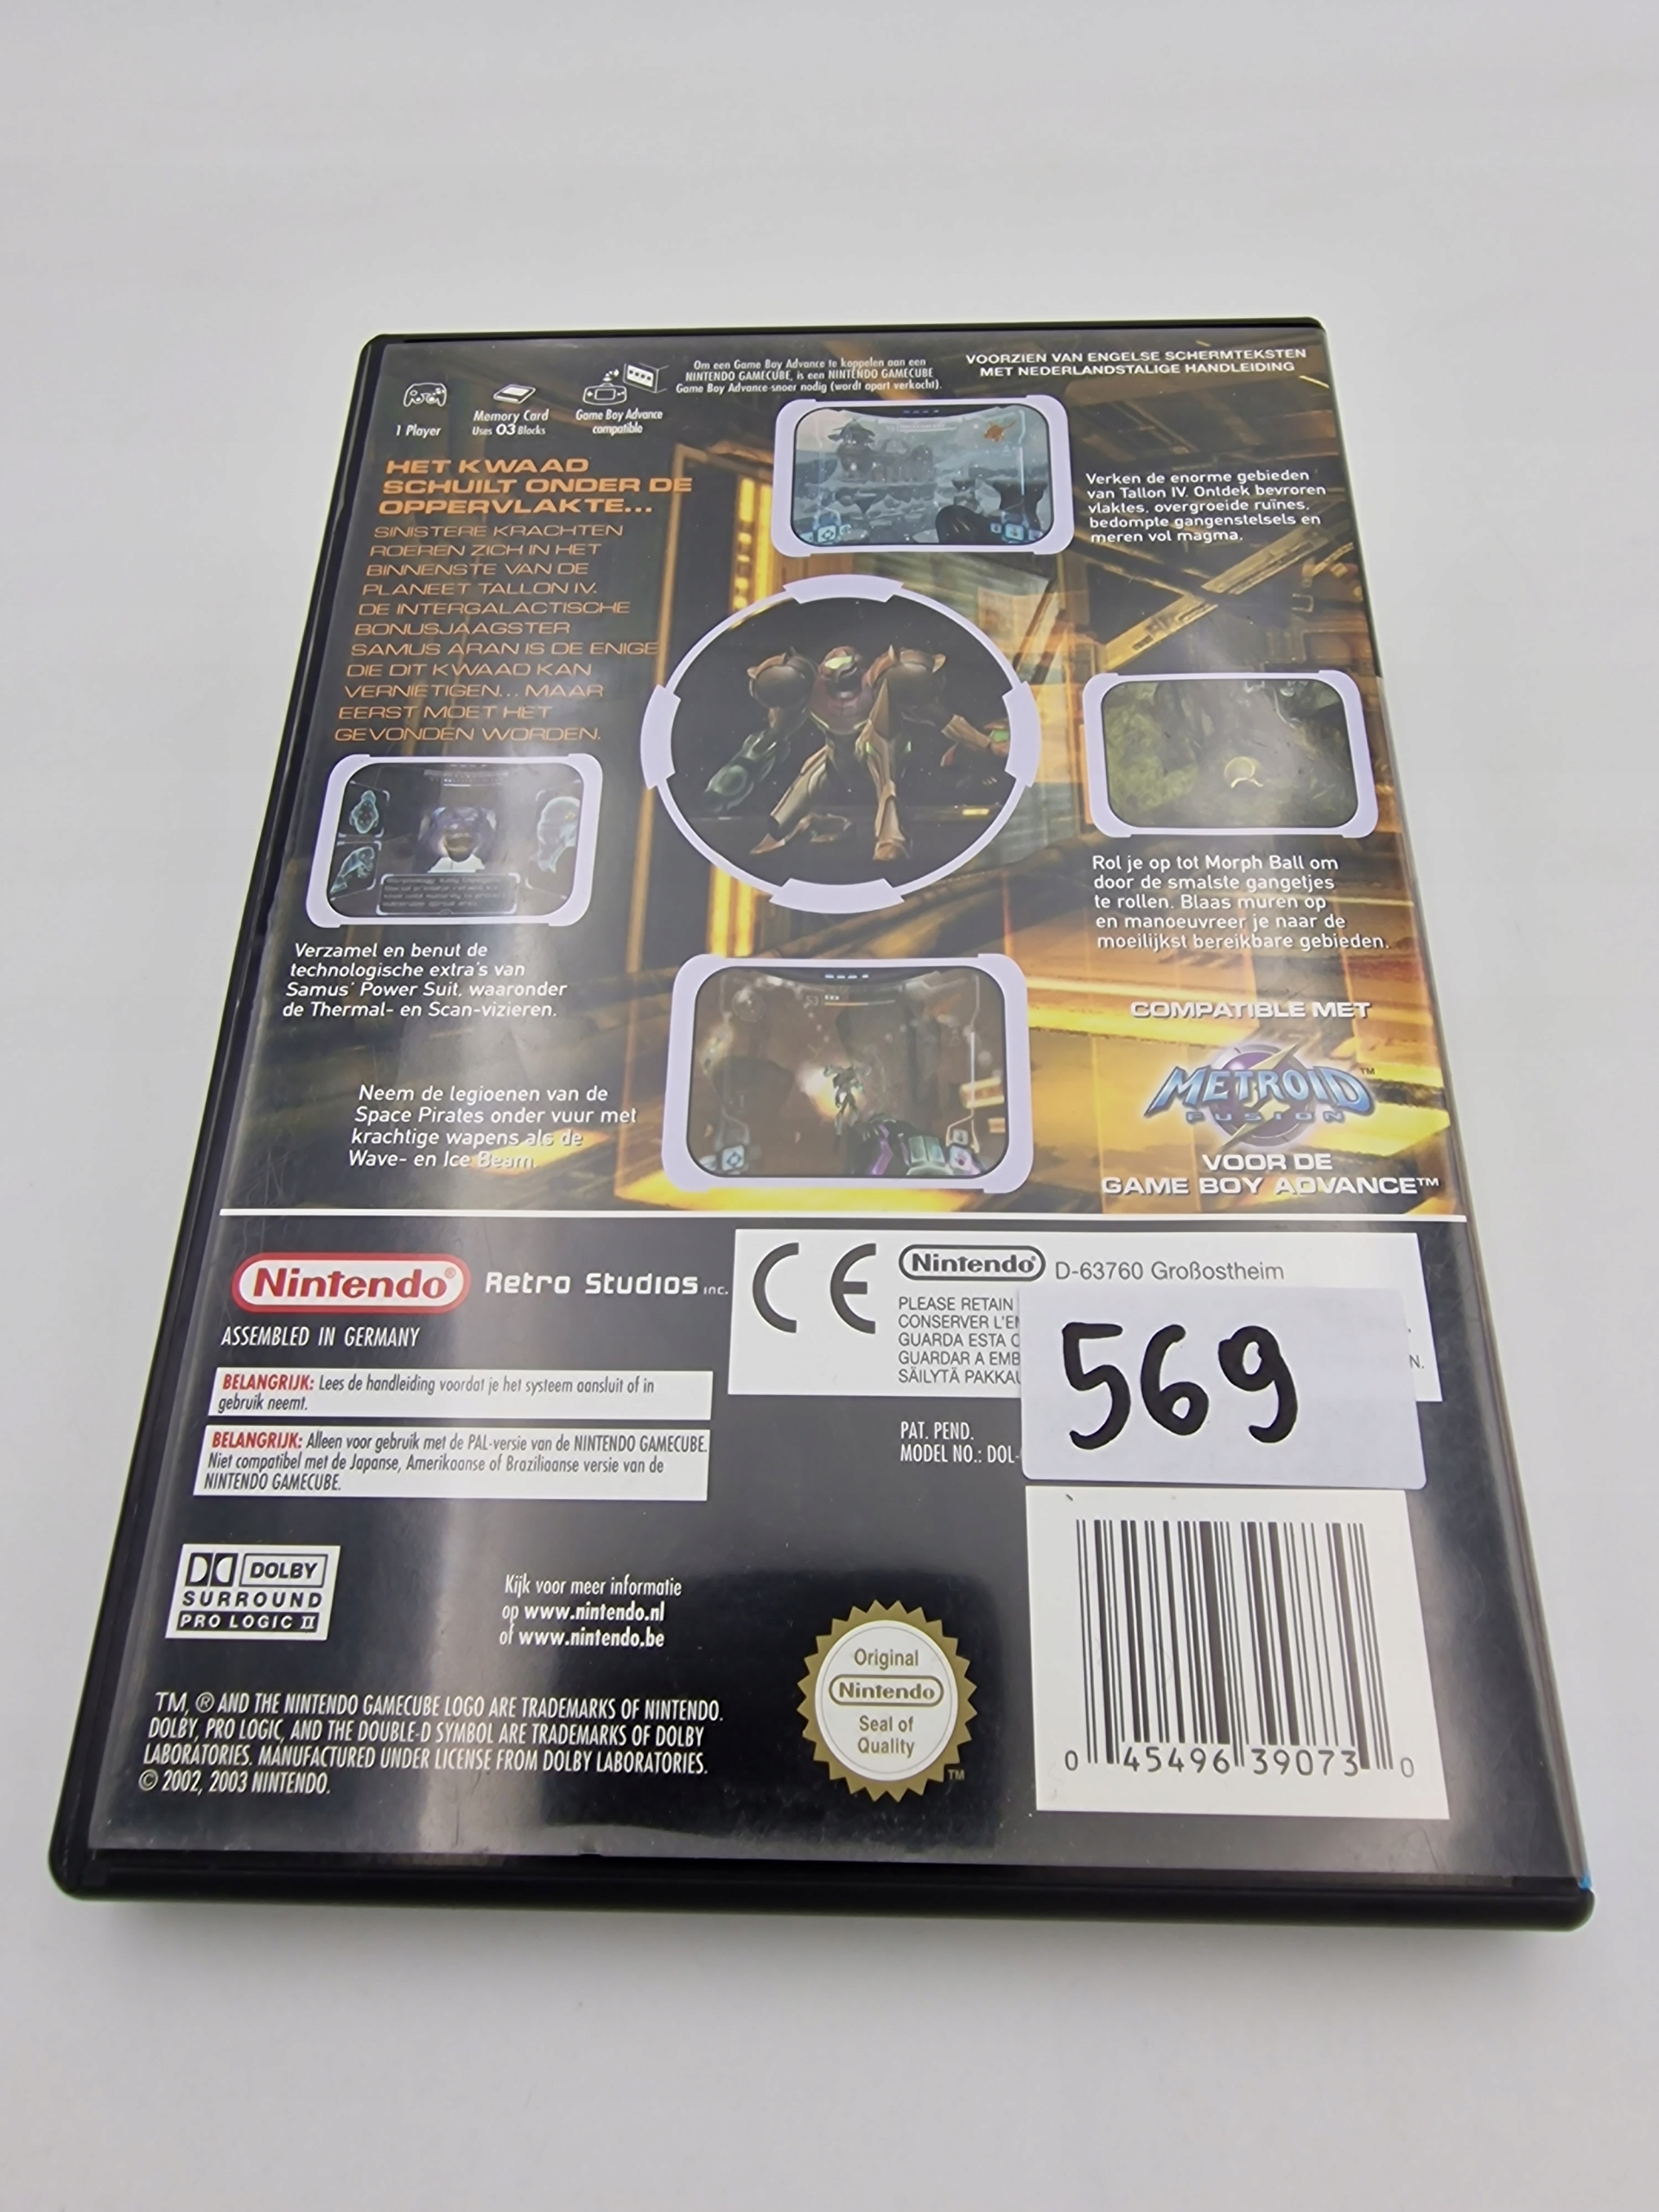 1 Player
Memory Card
Uses 03 Blocks
Game Boy Advance
compatible
Om een Game Boy Advance te koppelen aan een
NINTENDO GAMECUBE, is een NINTENDO GAMECUBE
Game Boy Advance-snoer nodig (wordt apart verkocht).
VOORZIEN VAN ENGELSE SCHERMTEKSTEN
MET NEDERLANDSTALIGE HANDLEIDING
HET KWAAD
SCHUILT ONDER DE
OPPERVLAKTE...
SINISTERE KRACHTEN
ROEREN ZICH IN HET
BINNENSTE VAN DE
PLANEET TALLON IV.
DE INTERGALACTISCHE
BONUSJAAGSTER
SAMUS ARAN IS DE ENIGE
DIE DIT KWAAD KAN
VERNIETIGEN... MAAR
EERST MOET HET
GEVONDEN WORDEN.
Verken de enorme gebieden
van Tallon IV. Ontdek bevroren
vlaktes, overgroeide ruïnes,
bedompte gangenstelsels en
meren vol magma.
Rol je op tot Morph Ball om
door de smalste gangetjes
te rollen. Blaas muren op
en manoeuvreer je naar de
moeilijkst bereikbare gebieden.
Verzamel en benut de
technologische extra's van
Samus' Power Suit, waaronder
de Thermal- en Scan-vizieren.
Neem de legioenen van de
Space Pirates onder vuur met
krachtige wapens als de
Wave- en Ice Beam.
COMPATIBLE MET
METROID™
FUSION
VOOR DE
GAME BOY ADVANCE™
Nintendo® Retro Studios INC.
ASSEMBLED IN GERMANY
BELANGRIJK: Lees de handleiding voordat je het systeem aansluit of in
gebruik neemt.
BELANGRIJK: Alleen voor gebruik met de PAL-versie van de NINTENDO GAMECUBE.
Niet compatibel met de Japanse, Amerikaanse of Braziliaanse versie van de
NINTENDO GAMECUBE.
CE
Nintendo® D-63760 Großostheim
PLEASE RETAIN
CONSERVER L'E
GUARDA ESTA C
GUARDAR A EMB
SÄILYTÄ PAKKAU
N.
569
PAT. PEND.
MODEL NO.: DOL-
DOLBY
SURROUND
PRO LOGIC II
Kijk voor meer informatie
op www.nintendo.nl
of www.nintendo.be
Original
Nintendo
Seal of
Quality
TM
TM, ® AND THE NINTENDO GAMECUBE LOGO ARE TRADEMARKS OF NINTENDO.
DOLBY, PRO LOGIC, AND THE DOUBLE-D SYMBOL ARE TRADEMARKS OF DOLBY
LABORATORIES. MANUFACTURED UNDER LICENSE FROM DOLBY LABORATORIES.
© 2002, 2003 NINTENDO.
0 45496 39073 0